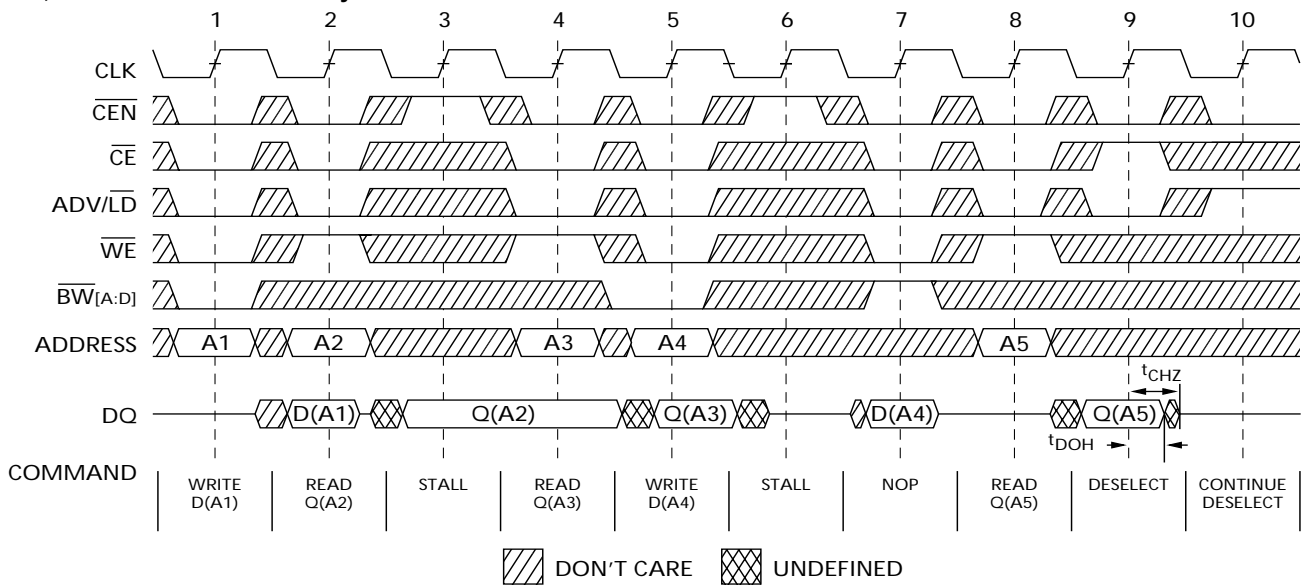 1 2 3 4 5 6 7 8 9 10
CLK
CEN
CE
ADV/LD
WE
BW[A:D]
ADDRESS A1 A2 A3 A4 A5
tCHZ
DQ D(A1) Q(A2) Q(A3) D(A4) Q(A5)
tDOH
COMMAND WRITE D(A1) READ Q(A2) STALL READ Q(A3) WRITE D(A4) STALL NOP READ Q(A5) DESELECT CONTINUE DESELECT
DON'T CARE UNDEFINED